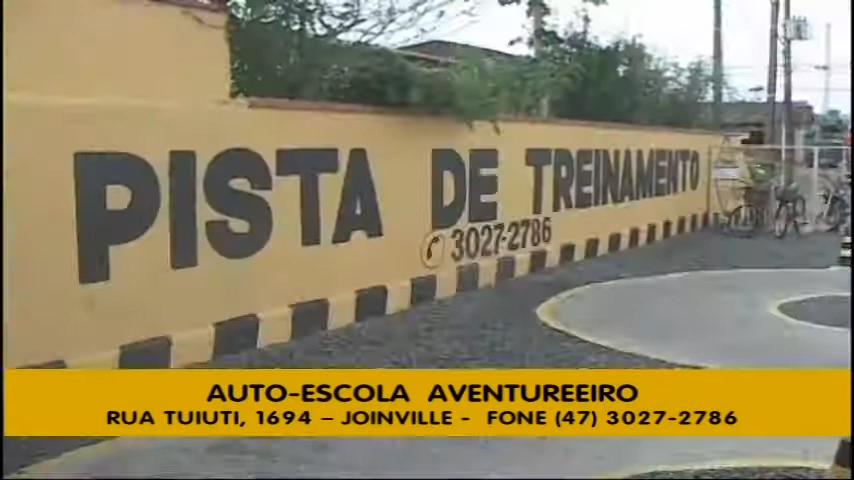 PISTA DE TREINAMENTO
3027-2786
AUTO-ESCOLA AVENTUREEIRO
RUA TUIUTI, 1694 – JOINVILLE - FONE (47) 3027-2786